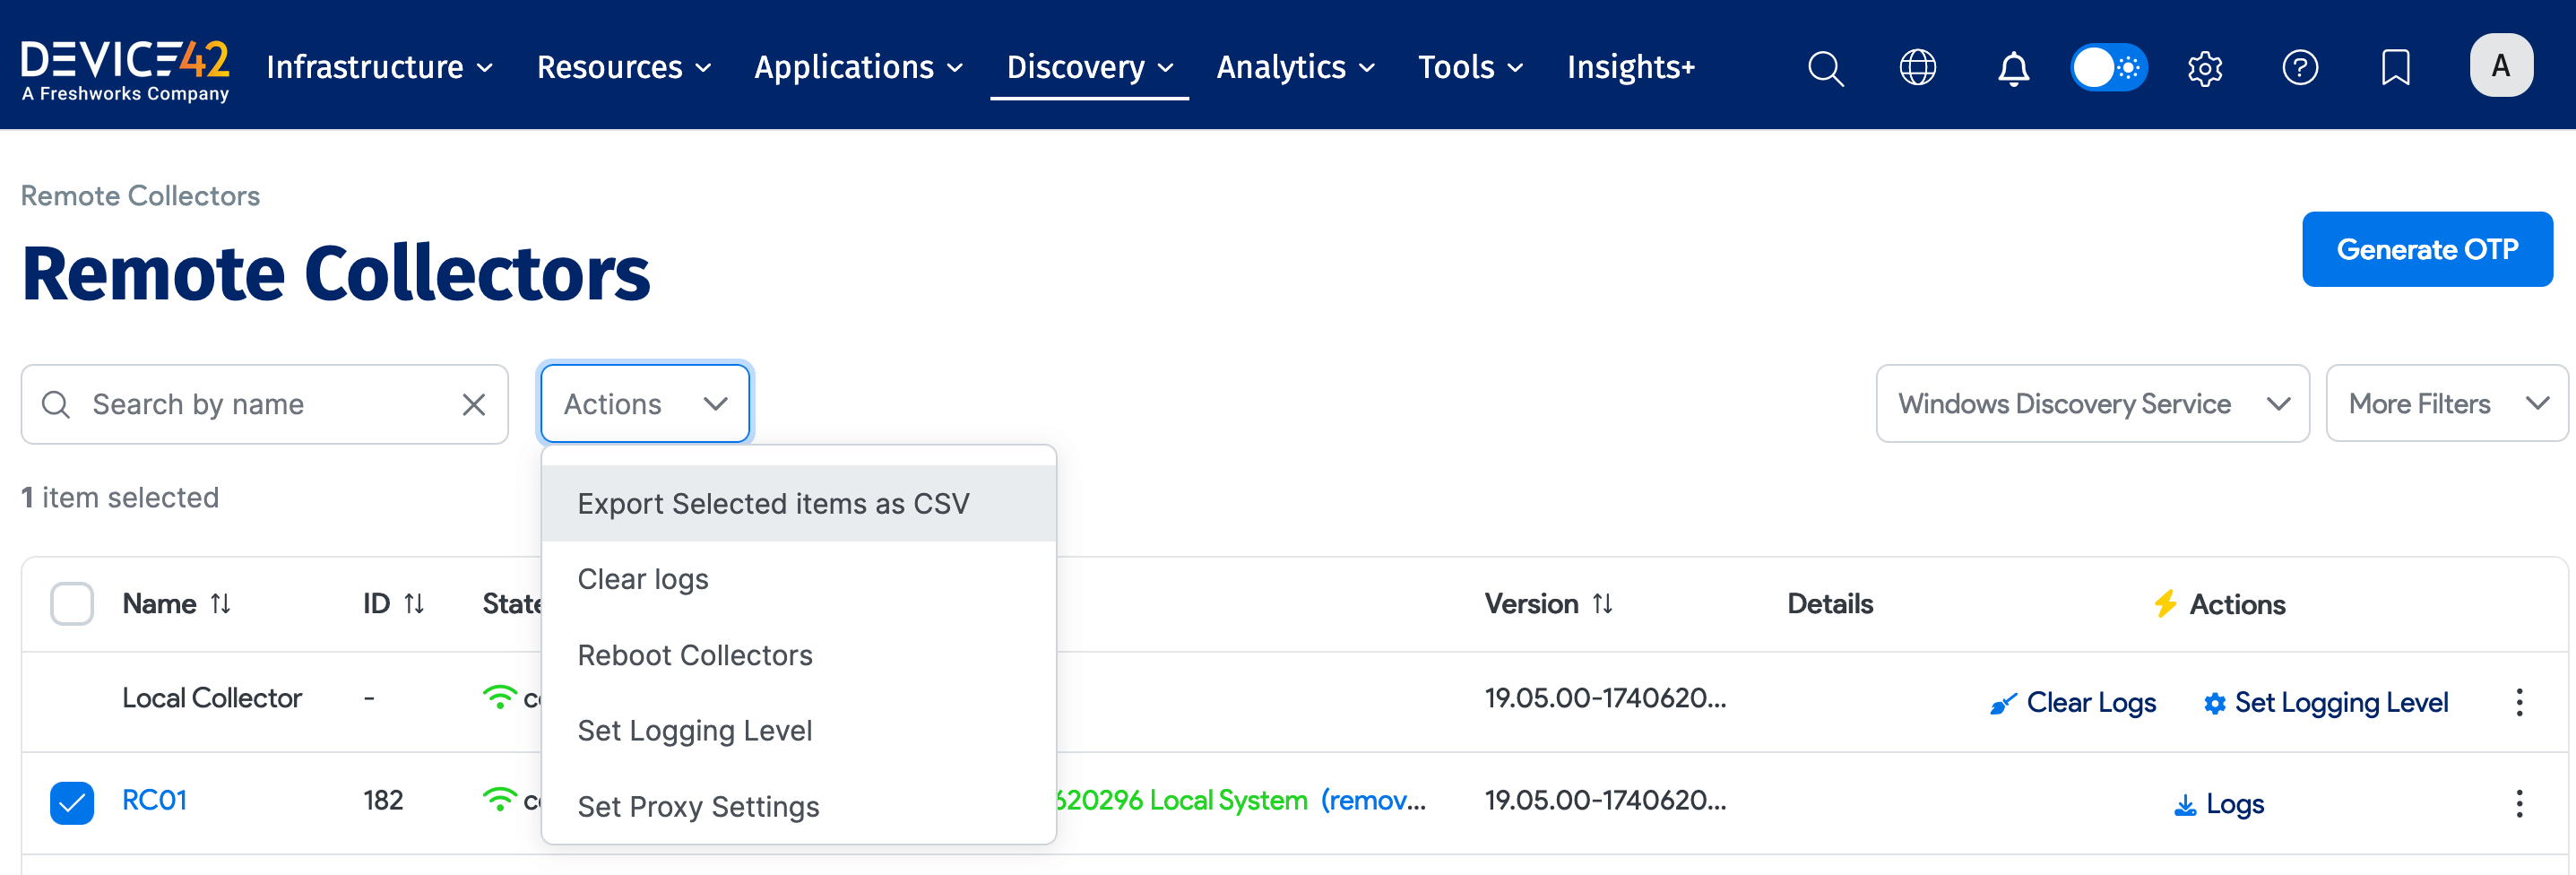 DEVICE42
A Freshworks Company
Infrastructure
Resources
Applications
Discovery
Analytics
Tools
Insights+
A
Remote Collectors
Remote Collectors
Generate OTP
Search by name
Actions
Windows Discovery Service
More Filters
1 item selected
Export Selected items as CSV
Clear logs
Reboot Collectors
Set Logging Level
Set Proxy Settings
Name ID State Version Details Actions
Local Collector - 19.05.00-1740620... Clear Logs Set Logging Level
RC01 182 620296 Local System (remov... 19.05.00-1740620... Logs